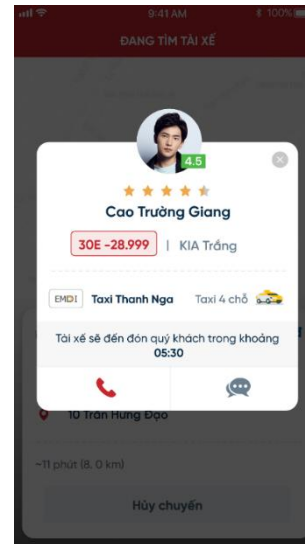 9:41 AM
100%
ĐANG TÌM TÀI XẾ
4.5
Cao Trường Giang
30E -28.999 | KIA Trắng
EMDI Taxi Thanh Nga Taxi 4 chỗ
Tài xế sẽ đến đón quý khách trong khoảng
05:30
10 Trần Hưng Đạo
~11 phút (8, 0 km)
Hủy chuyến